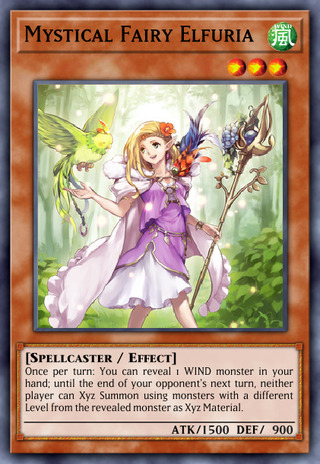 Mystical Fairy Elfuria
WIND
風
[Spellcaster / Effect]
Once per turn: You can reveal 1 WIND monster in
your hand; until the end of your opponent's next turn, neither
player can Xyz Summon using monsters with a different
Level from the revealed monster as Xyz Material.
ATK/1500 DEF/ 900